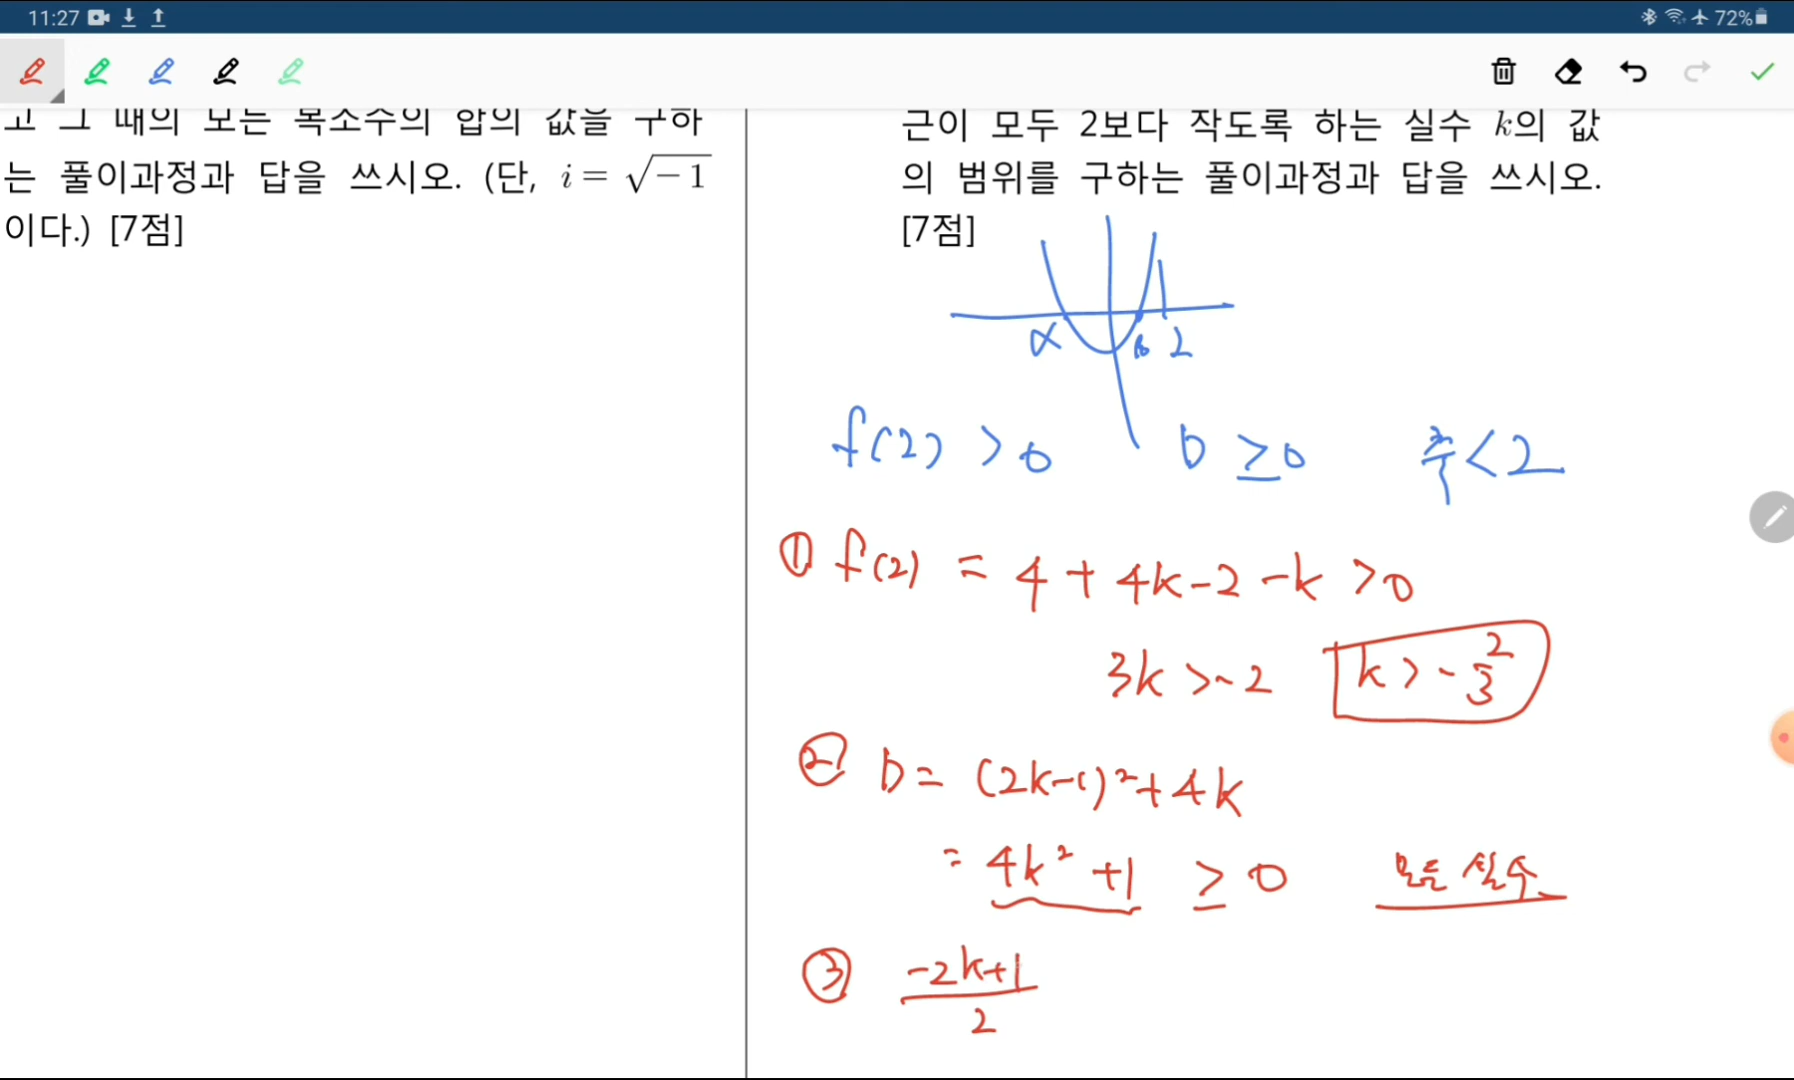 11:27
72%
고 그 때의 모든 복소수의 합의 값을 구하
는 풀이과정과 답을 쓰시오. (단, i = √-1
이다.) [7점]
근이 모두 2보다 작도록 하는 실수 k의 값
의 범위를 구하는 풀이과정과 답을 쓰시오.
[7점]
α β 2
f(2) > 0 D ≥ 0 축 < 2
① f(2) = 4 + 4k - 2 - k > 0
3k > -2 k > - 2/3
② D = (2k-1)² + 4k
= 4k² + 1 ≥ 0 모든 실수
③ (-2k+1)/2